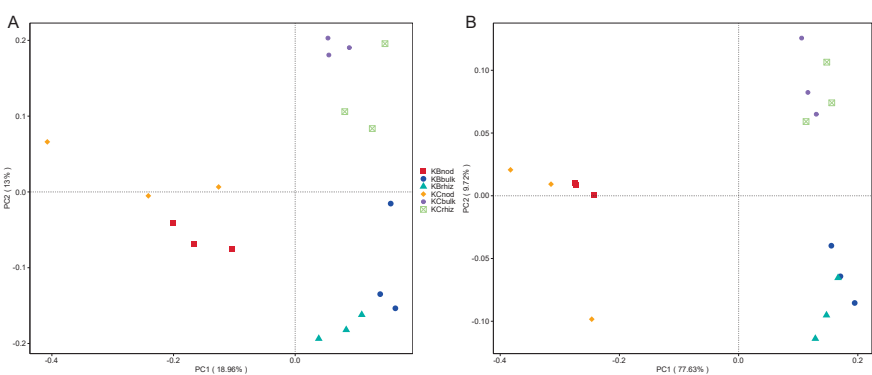 A
0.2
0.1
0.0
-0.1
-0.2
PC2 ( 13% )
-0.4
-0.2
0.0
PC1 ( 18.96% )
KBnod
KBbulk
KBrhiz
KCnod
KCbulk
KCrhiz
B
0.10
0.05
0.00
-0.05
-0.10
PC2 ( 9.72% )
-0.4
-0.2
0.0
0.2
PC1 ( 77.63% )